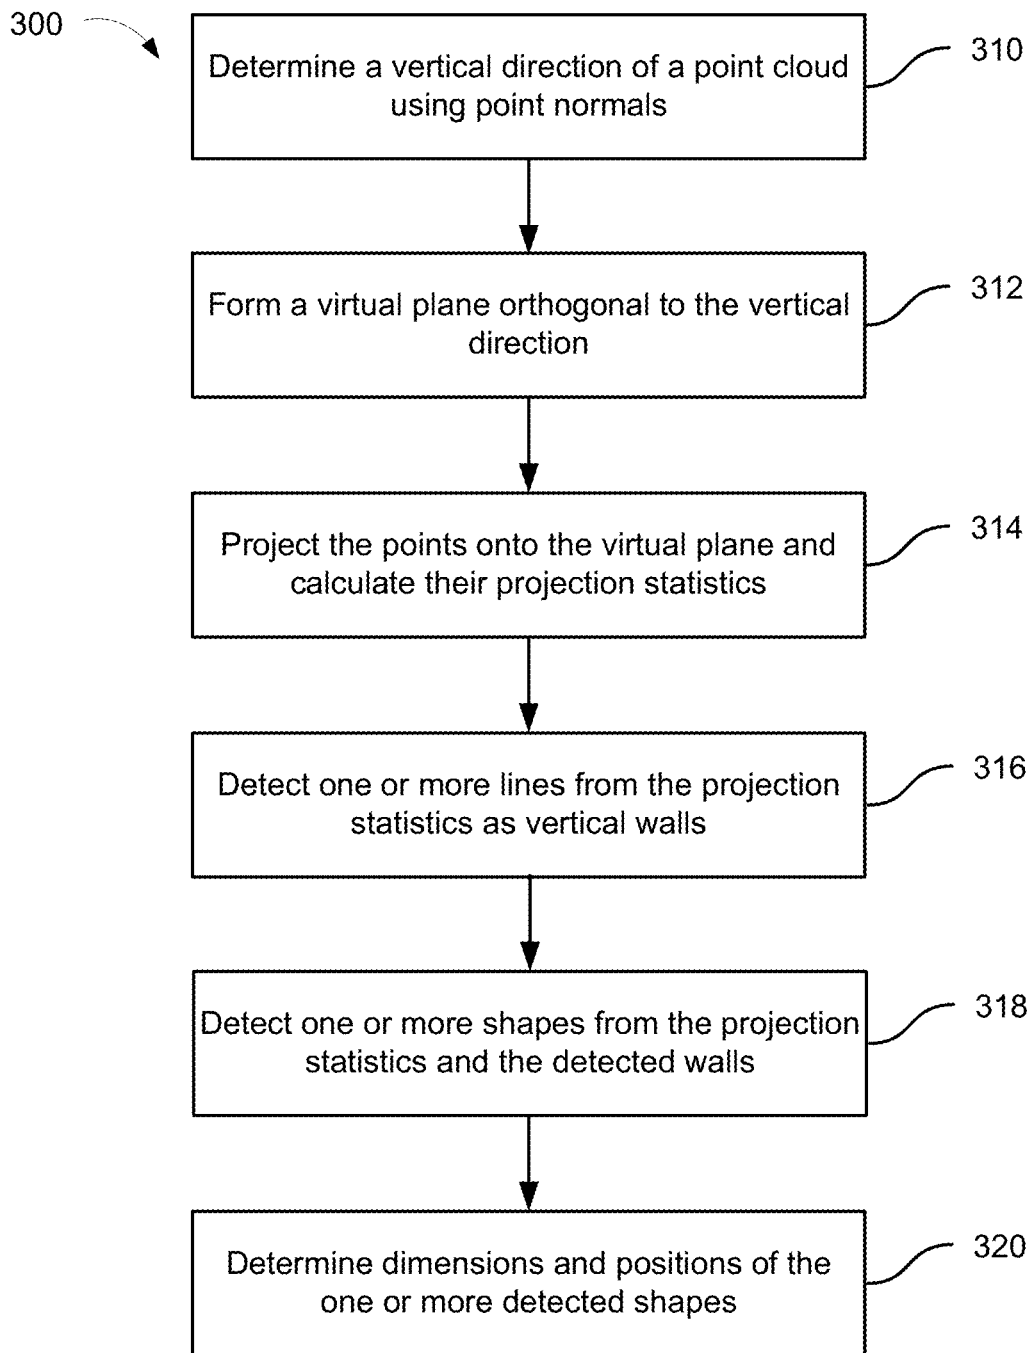 300
Determine a vertical direction of a point cloud
using point normals
310
Form a virtual plane orthogonal to the vertical
direction
312
Project the points onto the virtual plane and
calculate their projection statistics
314
Detect one or more lines from the projection
statistics as vertical walls
316
Detect one or more shapes from the projection
statistics and the detected walls
318
Determine dimensions and positions of the
one or more detected shapes
320